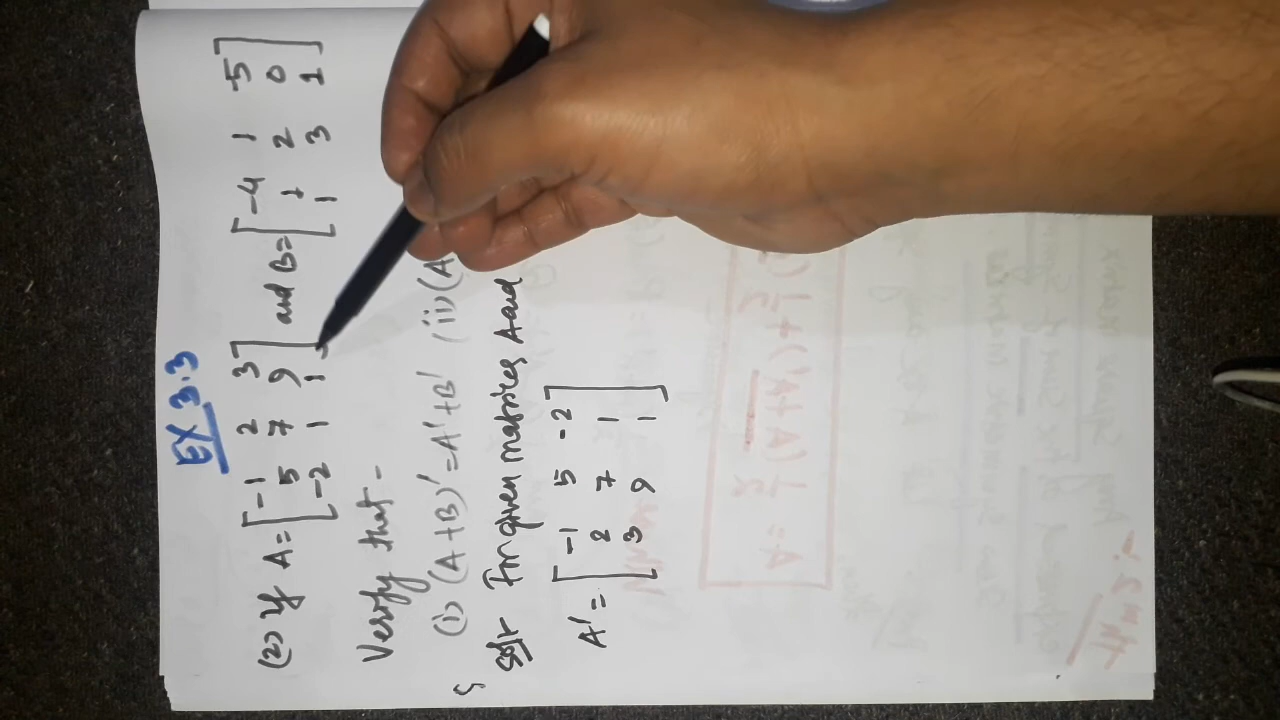 EX 3.3
(2) If A = [ -1 2 3
5 7 9
-2 1 1 ] and B = [ -4 1 -5
1 2 0
1 3 1 ]
Verify that -
(i) (A+B)' = A'+B' (ii) (A
Soln For given matrices A and
A' = [ -1 5 -2
2 7 1
3 9 1 ]